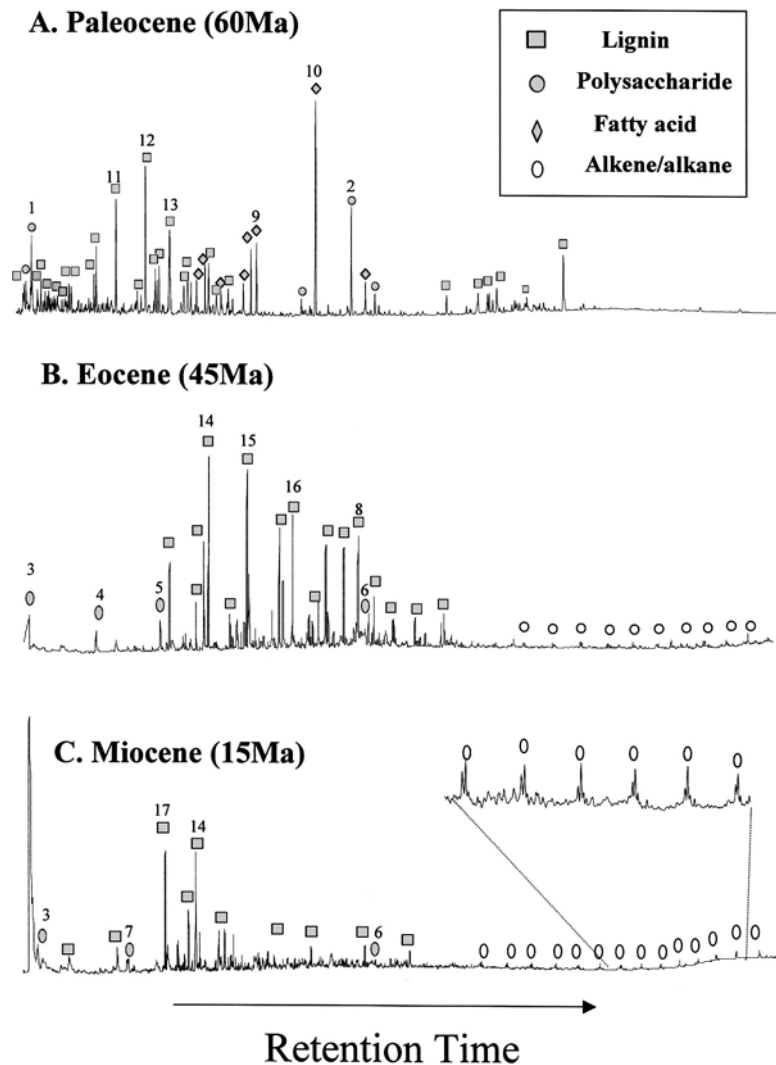 A. Paleocene (60Ma)
Lignin
Polysaccharide
Fatty acid
Alkene/alkane
10
12
11
13
1
2
9
B. Eocene (45Ma)
14
15
16
8
3
4
5
6
C. Miocene (15Ma)
17
14
3
7
6
Retention Time